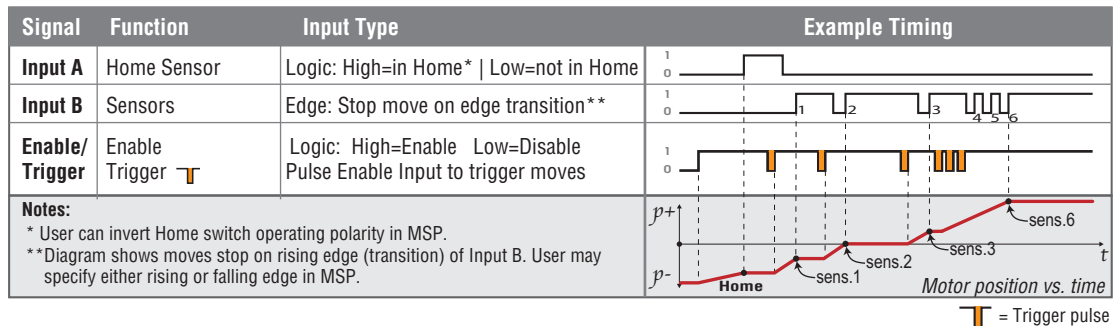 Signal Function Input Type Example Timing
Input A Home Sensor Logic: High=in Home* | Low=not in Home 1
0
Input B Sensors Edge: Stop move on edge transition** 1
0 1 2 3 4 5 6
Enable/ Enable Logic: High=Enable Low=Disable 1
Trigger Trigger Pulse Enable Input to trigger moves 0
Notes:
* User can invert Home switch operating polarity in MSP.
**Diagram shows moves stop on rising edge (transition) of Input B. User may
specify either rising or falling edge in MSP.
p+
sens.6
sens.3
t
sens.2
p-
sens.1
Home
Motor position vs. time
= Trigger pulse